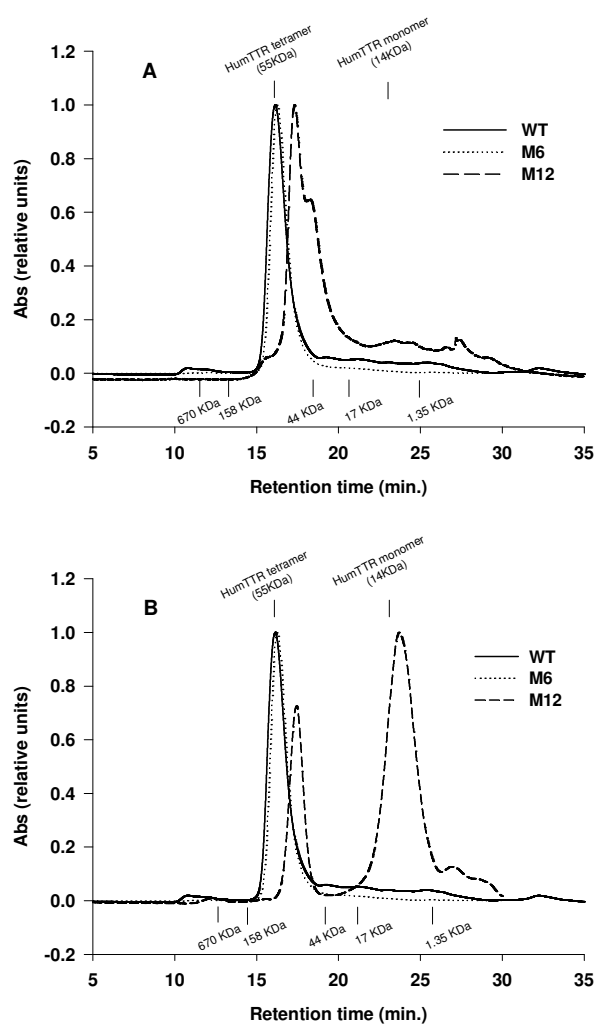 HumTTR tetramer
(55KDa)
HumTTR monomer
(14KDa)
A
1.2
1.0
0.8
0.6
0.4
0.2
0.0
-0.2
Abs (relative units)
WT
M6
M12
670 KDa
158 KDa
44 KDa
17 KDa
1.35 KDa
5 10 15 20 25 30 35
Retention time (min.)
HumTTR tetramer
(55KDa)
HumTTR monomer
(14KDa)
B
1.2
1.0
0.8
0.6
0.4
0.2
0.0
-0.2
Abs (relative units)
WT
M6
M12
670 KDa
158 KDa
44 KDa
17 KDa
1.35 KDa
5 10 15 20 25 30 35
Retention time (min.)